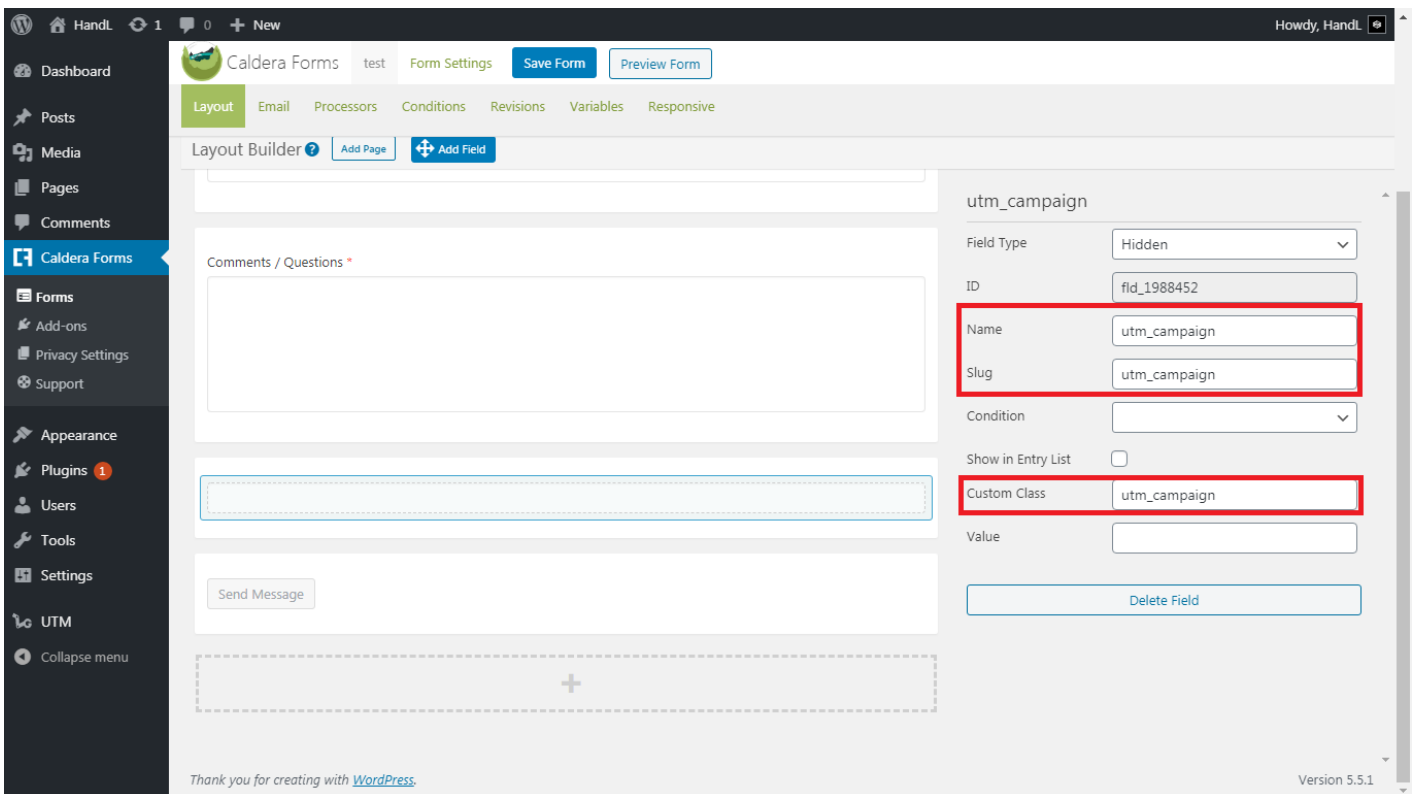 HandL 1 0 + New Howdy, HandL
Dashboard
Posts
Media
Pages
Comments
Caldera Forms
Forms
Add-ons
Privacy Settings
Support
Appearance
Plugins 1
Users
Tools
Settings
UTM
Collapse menu
Caldera Forms test Form Settings Save Form Preview Form
Layout Email Processors Conditions Revisions Variables Responsive
Layout Builder ? Add Page Add Field
Comments / Questions *
Send Message
+
utm_campaign
Field Type Hidden
ID fld_1988452
Name utm_campaign
Slug utm_campaign
Condition
Show in Entry List
Custom Class utm_campaign
Value
Delete Field
Thank you for creating with WordPress. Version 5.5.1